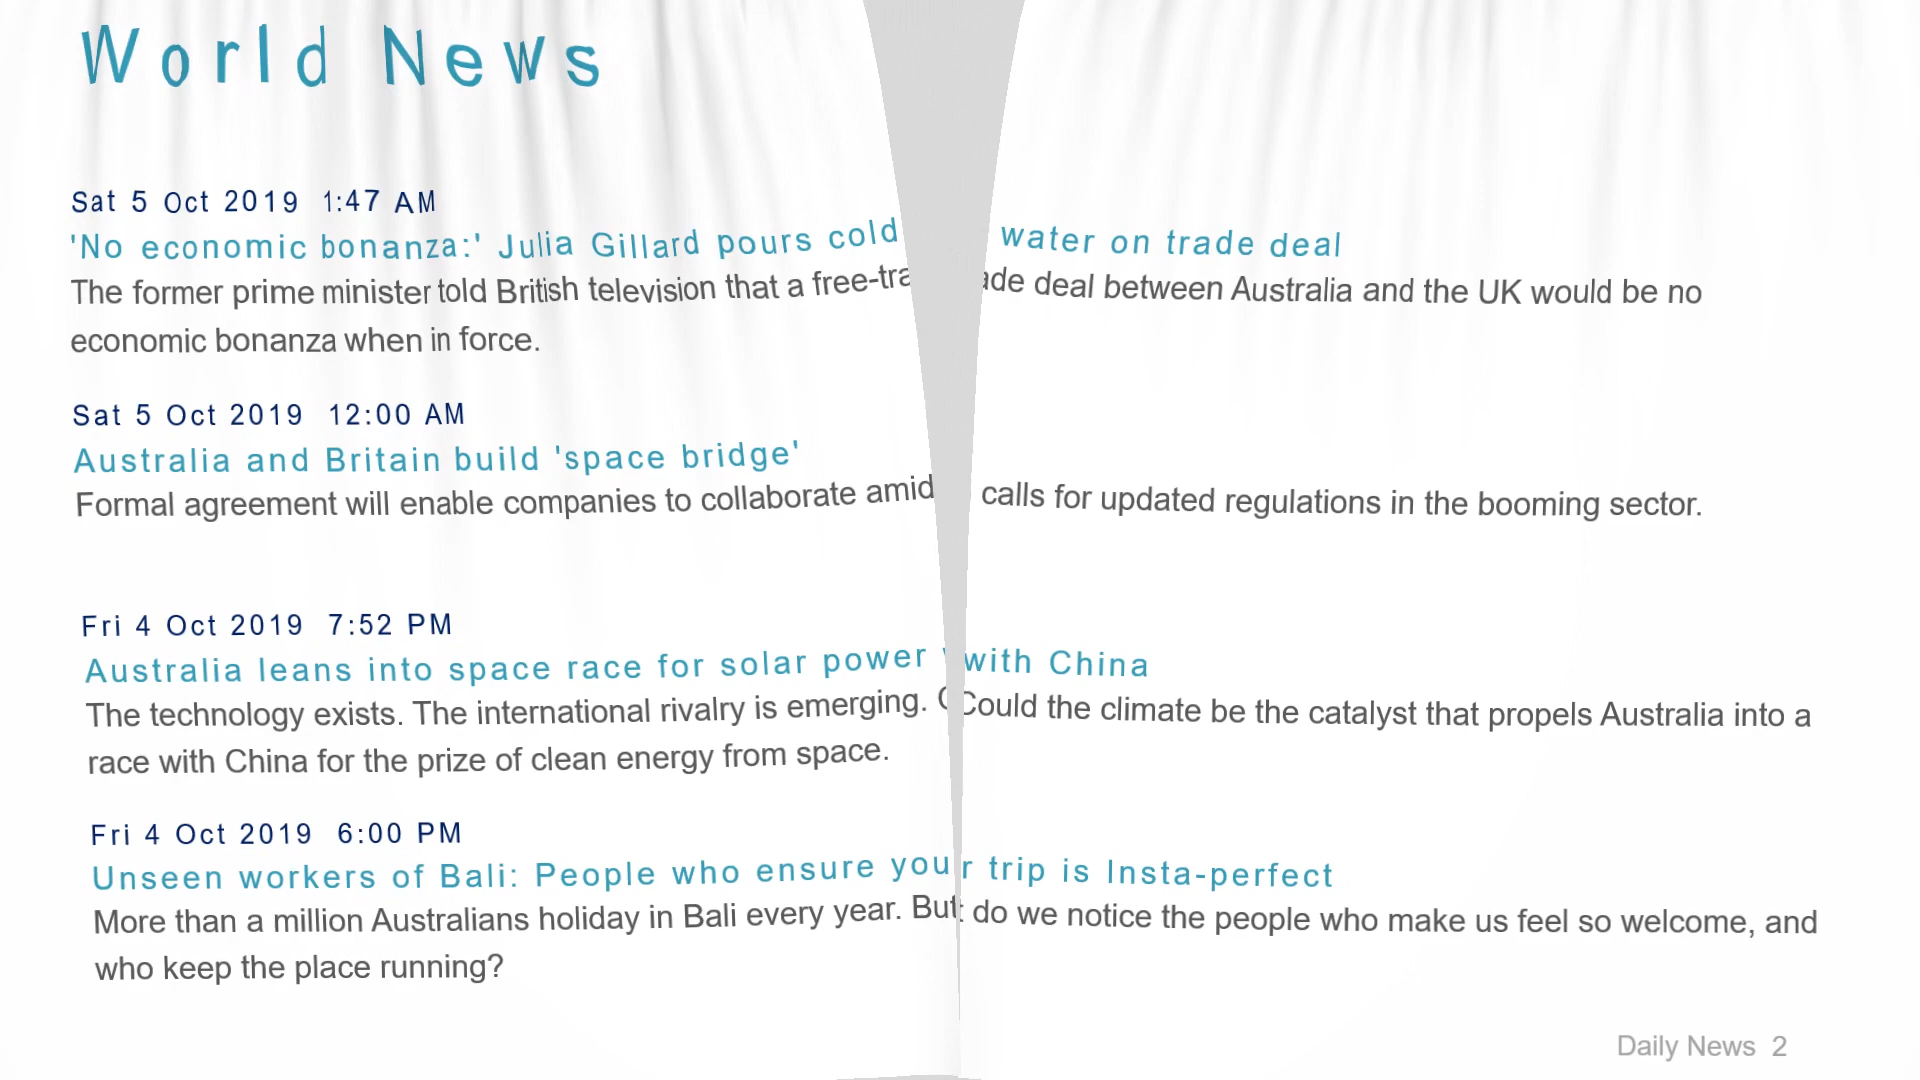 World News
Sat 5 Oct 2019 1:47 AM
'No economic bonanza:' Julia Gillard pours cold water on trade deal
The former prime minister told British television that a free-trade deal between Australia and the UK would be no
economic bonanza when in force.
Sat 5 Oct 2019 12:00 AM
Australia and Britain build 'space bridge'
Formal agreement will enable companies to collaborate amid calls for updated regulations in the booming sector.
Fri 4 Oct 2019 7:52 PM
Australia leans into space race for solar power with China
The technology exists. The international rivalry is emerging. Could the climate be the catalyst that propels Australia into a
race with China for the prize of clean energy from space.
Fri 4 Oct 2019 6:00 PM
Unseen workers of Bali: People who ensure your trip is Insta-perfect
More than a million Australians holiday in Bali every year. But do we notice the people who make us feel so welcome, and
who keep the place running?
Daily News 2